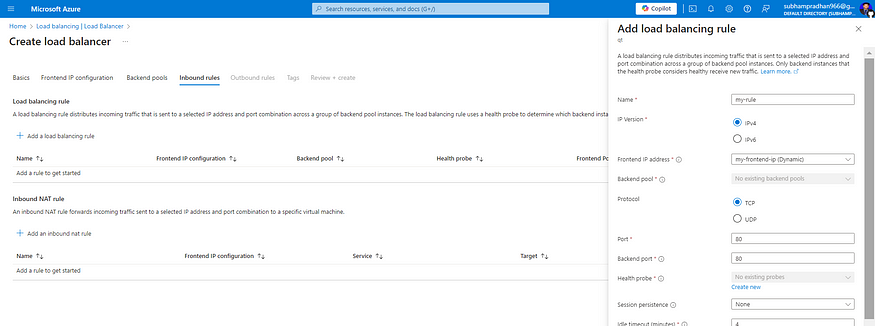 Microsoft Azure
Search resources, services, and docs (G+/)
Copilot
subhampradhan966@g...
DEFAULT DIRECTORY (SUBHAMP...
Home > Load balancing | Load Balancer >
Create load balancer ...
Basics Frontend IP configuration Backend pools Inbound rules Outbound rules Tags Review + create
Load balancing rule
A load balancing rule distributes incoming traffic that is sent to a selected IP address and port combination across a group of backend pool instances. The load balancing rule uses a health probe to determine which backend insta
+ Add a load balancing rule
Name ↑↓ Frontend IP configuration ↑↓ Backend pool ↑↓ Health probe ↑↓ Frontend Po
Add a rule to get started
Inbound NAT rule
An inbound NAT rule forwards incoming traffic sent to a selected IP address and port combination to a specific virtual machine.
+ Add an inbound nat rule
Name ↑↓ Frontend IP configuration ↑↓ Service ↑↓ Target ↑↓
Add a rule to get started
Add load balancing rule
A load balancing rule distributes incoming traffic that is sent to a selected IP address and
port combination across a group of backend pool instances. Only backend instances that
the health probe considers healthy receive new traffic. Learn more.
Name * my-rule
IP Version * IPv4
IPv6
Frontend IP address * my-frontend-ip (Dynamic)
Backend pool * No existing backend pools
Protocol TCP
UDP
Port * 80
Backend port * 80
Health probe * No existing probes
Create new
Session persistence None
Idle timeout (minutes) * 4